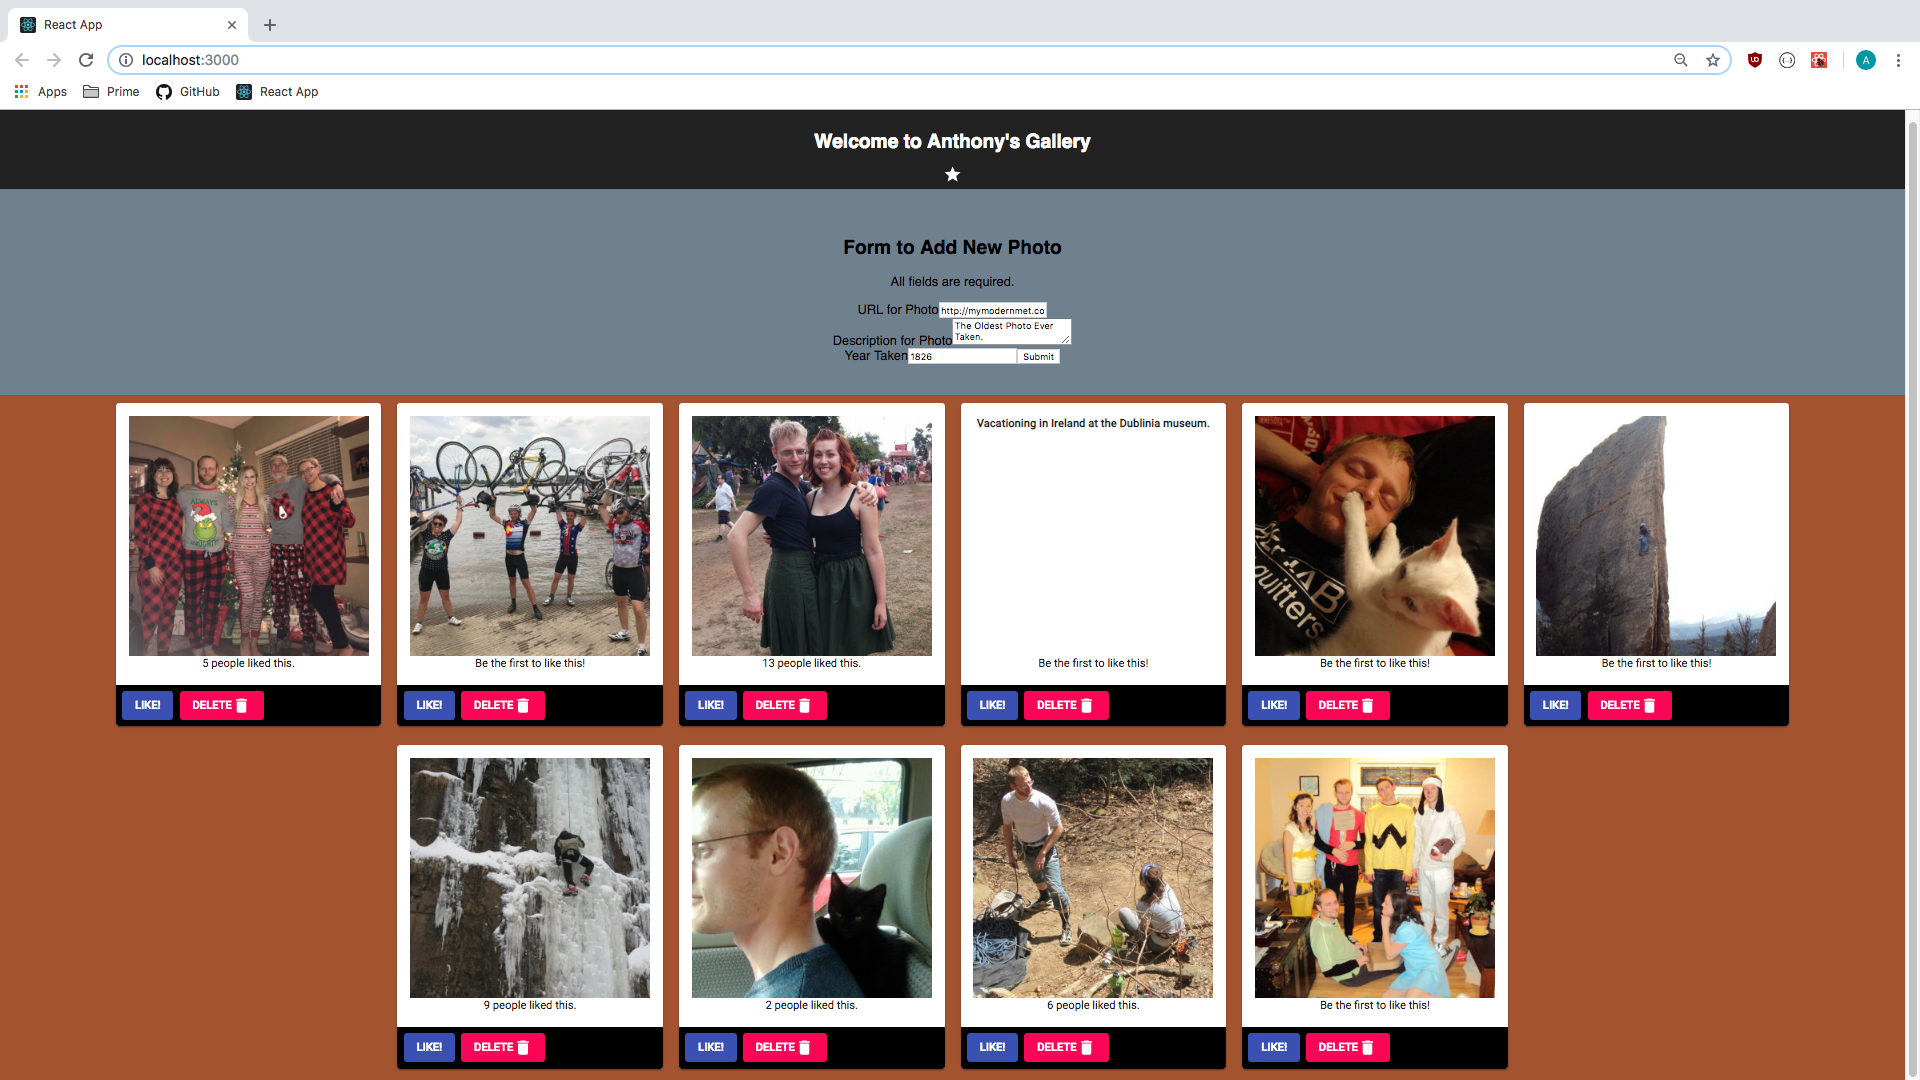 React App
localhost:3000
A
Apps
Prime
GitHub
React App
Welcome to Anthony's Gallery
Form to Add New Photo
All fields are required.
URL for Photo http://mymodernmet.co
Description for Photo The Oldest Photo Ever
Taken.
Year Taken 1826 Submit
Vacationing in Ireland at the Dublinia museum.
ALWAYS
quitters
5 people liked this.
Be the first to like this!
13 people liked this.
Be the first to like this!
Be the first to like this!
Be the first to like this!
LIKE! DELETE
LIKE! DELETE
LIKE! DELETE
LIKE! DELETE
LIKE! DELETE
LIKE! DELETE
9 people liked this.
2 people liked this.
6 people liked this.
Be the first to like this!
LIKE! DELETE
LIKE! DELETE
LIKE! DELETE
LIKE! DELETE